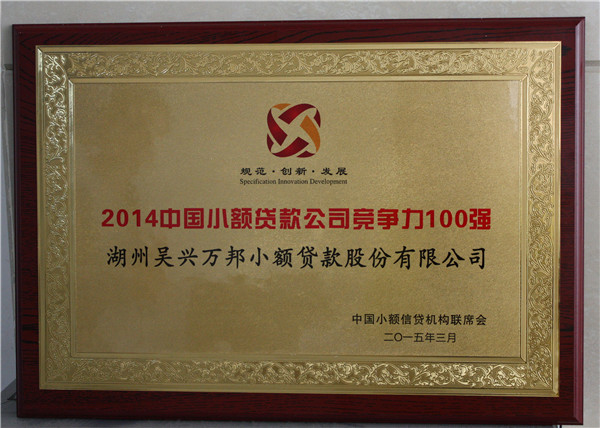 规范·创新·发展
Specification Innovation Development
2014中国小额贷款公司竞争力100强
湖州吴兴万邦小额贷款股份有限公司
中国小额信贷机构联席会
二〇一五年三月